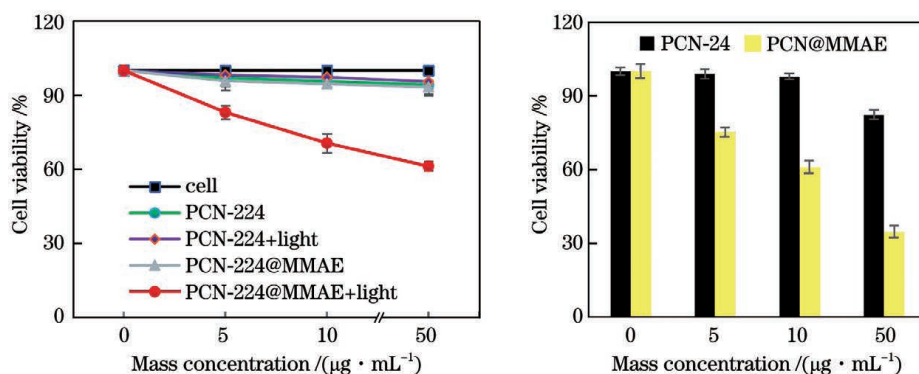 120
90
60
30
0
Cell viability /%
cell
PCN-224
PCN-224+light
PCN-224@MMAE
PCN-224@MMAE+light
0 5 10 50
Mass concentration /(μg · mL⁻¹)
120
90
60
30
0
Cell viability /%
PCN-24 PCN@MMAE
0 5 10 50
Mass concentration /(μg · mL⁻¹)